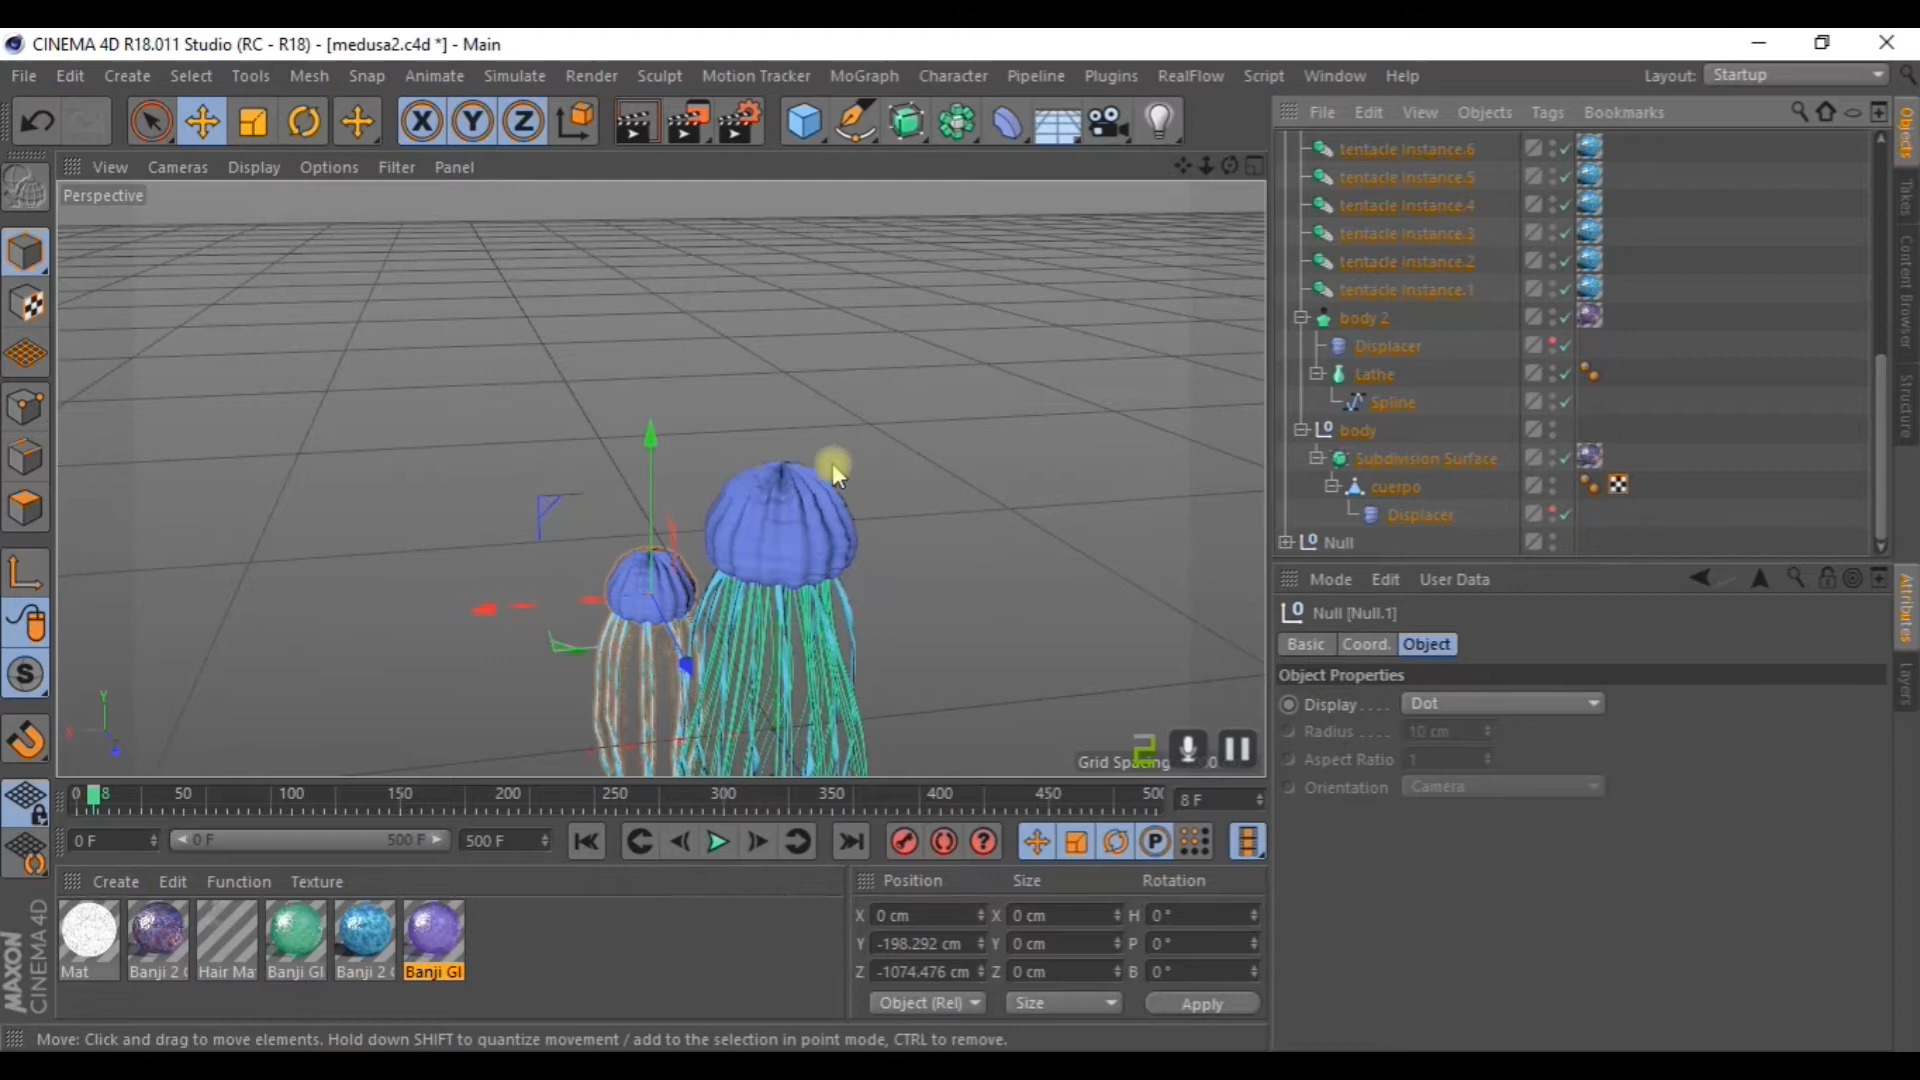 CINEMA 4D R18.011 Studio (RC - R18) - [medusa2.c4d *] - Main
File Edit Create Select Tools Mesh Snap Animate Simulate Render Sculpt Motion Tracker MoGraph Character Pipeline Plugins RealFlow Script Window Help Layout: Startup
File Edit View Objects Tags Bookmarks
View Cameras Display Options Filter Panel
Perspective
tentacle Instance.6
tentacle Instance.5
tentacle Instance.4
tentacle Instance.3
tentacle Instance.2
tentacle Instance.1
body 2
Displacer
Lathe
Spline
body
Subdivision Surface
cuerpo
Displacer
Null
Objects
Takes
Content Browser
Structure
Mode Edit User Data
Null [Null.1]
Basic Coord. Object
Object Properties
Display Dot
Radius 10 cm
Aspect Ratio 1
Orientation Camera
Attributes
Layers
Y
X
Z
2
Grid Spacing
0 8 50 100 150 200 250 300 350 400 450 500
8 F
0 F 0 F 500 F 500 F
Create Edit Function Texture
Mat Banji 2 Hair Ma Banji Gl Banji 2 Banji Gl
Position Size Rotation
X 0 cm X 0 cm H 0 °
Y -198.292 cm Y 0 cm P 0 °
Z -1074.476 cm Z 0 cm B 0 °
Object (Rel) Size Apply
MAXON
CINEMA 4D
Move: Click and drag to move elements. Hold down SHIFT to quantize movement / add to the selection in point mode, CTRL to remove.